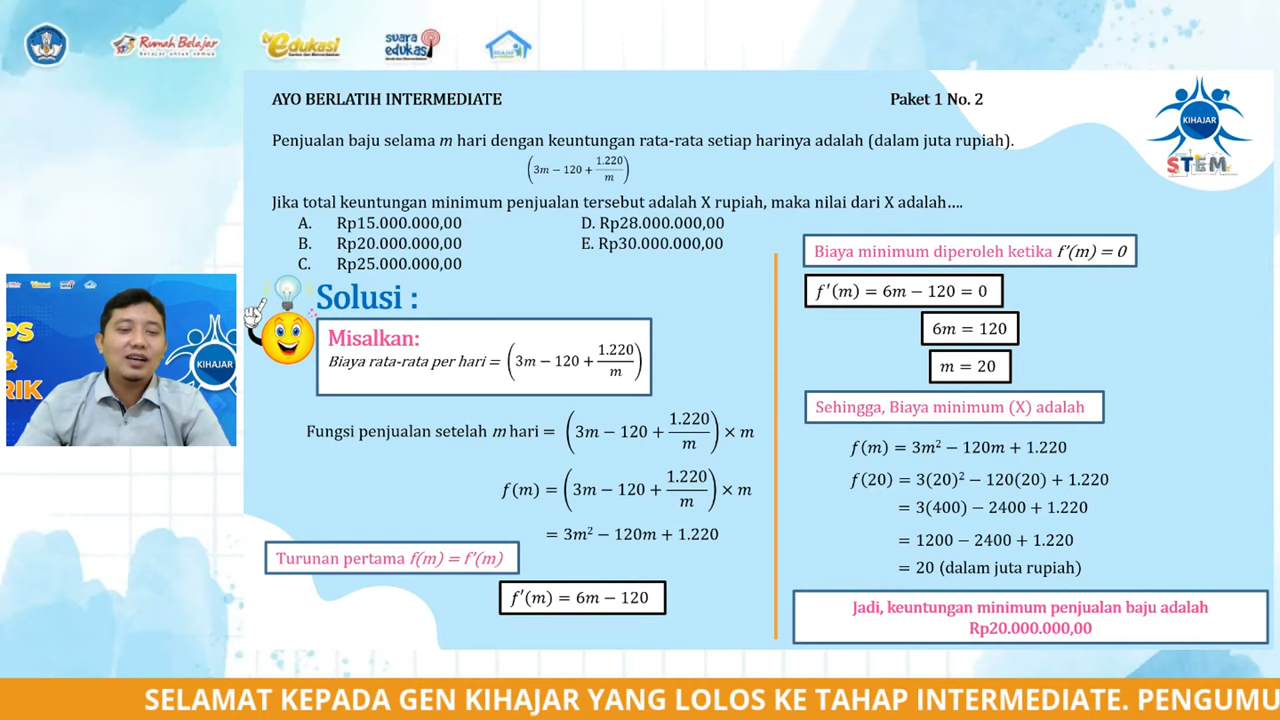 Rumah Belajar
Belajar untuk semua
tv edukasi
suara
edukasi
AYO BERLATIH INTERMEDIATE
Paket 1 No. 2
KIHAJAR
STEM
Penjualan baju selama m hari dengan keuntungan rata-rata setiap harinya adalah (dalam juta rupiah).
(3m − 120 + 1.220/m)
Jika total keuntungan minimum penjualan tersebut adalah X rupiah, maka nilai dari X adalah....
A. Rp15.000.000,00
B. Rp20.000.000,00
C. Rp25.000.000,00
D. Rp28.000.000,00
E. Rp30.000.000,00
Solusi :
Misalkan:
Biaya rata-rata per hari = (3m − 120 + 1.220/m)
Fungsi penjualan setelah m hari = (3m − 120 + 1.220/m) × m
f(m) = (3m − 120 + 1.220/m) × m
= 3m² − 120m + 1.220
Turunan pertama f(m) = f'(m)
f'(m) = 6m − 120
Biaya minimum diperoleh ketika f'(m) = 0
f'(m) = 6m − 120 = 0
6m = 120
m = 20
Sehingga, Biaya minimum (X) adalah
f(m) = 3m² − 120m + 1.220
f(20) = 3(20)² − 120(20) + 1.220
= 3(400) − 2400 + 1.220
= 1200 − 2400 + 1.220
= 20 (dalam juta rupiah)
Jadi, keuntungan minimum penjualan baju adalah
Rp20.000.000,00
&
KIHAJAR
SELAMAT KEPADA GEN KIHAJAR YANG LOLOS KE TAHAP INTERMEDIATE. PENGUMU